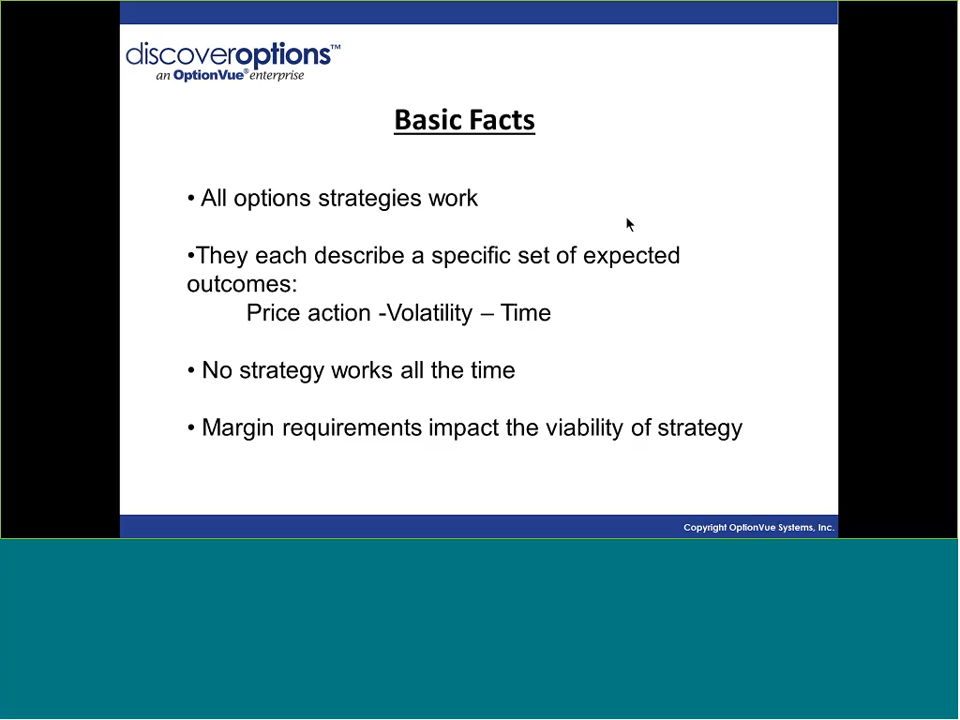 discoveroptions™
an OptionVue® enterprise
Basic Facts
• All options strategies work
•They each describe a specific set of expected
outcomes:
Price action -Volatility – Time
• No strategy works all the time
• Margin requirements impact the viability of strategy
Copyright OptionVue Systems, Inc.